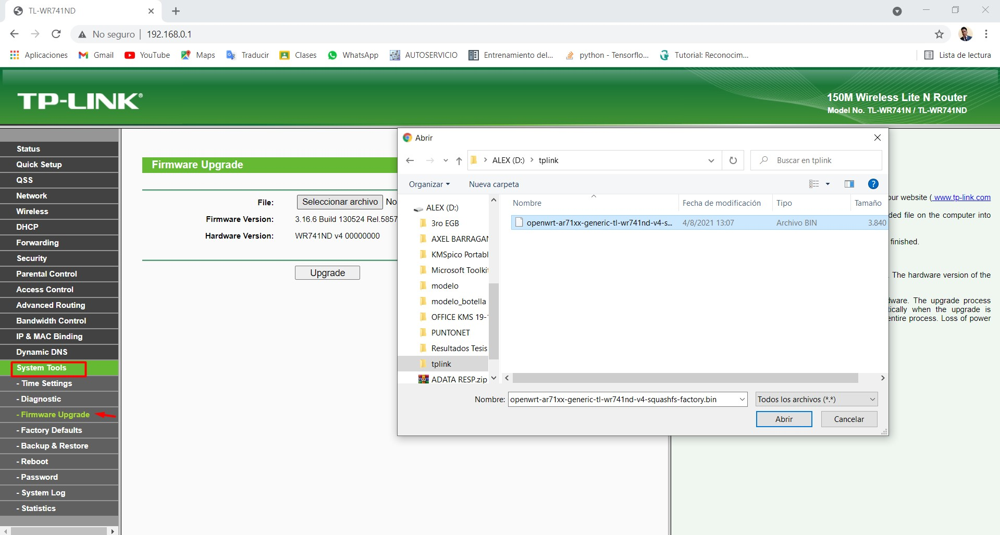 TL-WR741ND
No seguro | 192.168.0.1
Aplicaciones Gmail YouTube Maps Traducir Clases WhatsApp AUTOSERVICIO Entrenamiento del... python - Tensorflo... Tutorial: Reconocim... Lista de lectura
TP-LINK®
150M Wireless Lite N Router
Model No. TL-WR741N / TL-WR741ND
Status
Quick Setup
QSS
Network
Wireless
DHCP
Forwarding
Security
Parental Control
Access Control
Advanced Routing
Bandwidth Control
IP & MAC Binding
Dynamic DNS
System Tools
- Time Settings
- Diagnostic
- Firmware Upgrade
- Factory Defaults
- Backup & Restore
- Reboot
- Password
- System Log
- Statistics
Firmware Upgrade
File: Seleccionar archivo No
Firmware Version: 3.16.6 Build 130524 Rel.5857
Hardware Version: WR741ND v4 00000000
Upgrade
Abrir
ALEX (D:) > tplink
Buscar en tplink
Organizar Nueva carpeta
ALEX (D:)
3ro EGB
AXEL BARRAGAN
KMSpico Portabl
Microsoft Toolkit
modelo
modelo_botella
OFFICE KMS 19-
PUNTONET
Resultados Tesis
tplink
ADATA RESP.zip
Nombre Fecha de modificación Tipo Tamaño
openwrt-ar71xx-generic-tl-wr741nd-v4-s... 4/8/2021 13:07 Archivo BIN 3.840
Nombre: openwrt-ar71xx-generic-tl-wr741nd-v4-squashfs-factory.bin Todos los archivos (*.*)
Abrir Cancelar
our website ( www.tp-link.com
ded file on the computer into
finished.
. The hardware version of the
dware. The upgrade process
tically when the upgrade is
entire process. Loss of power